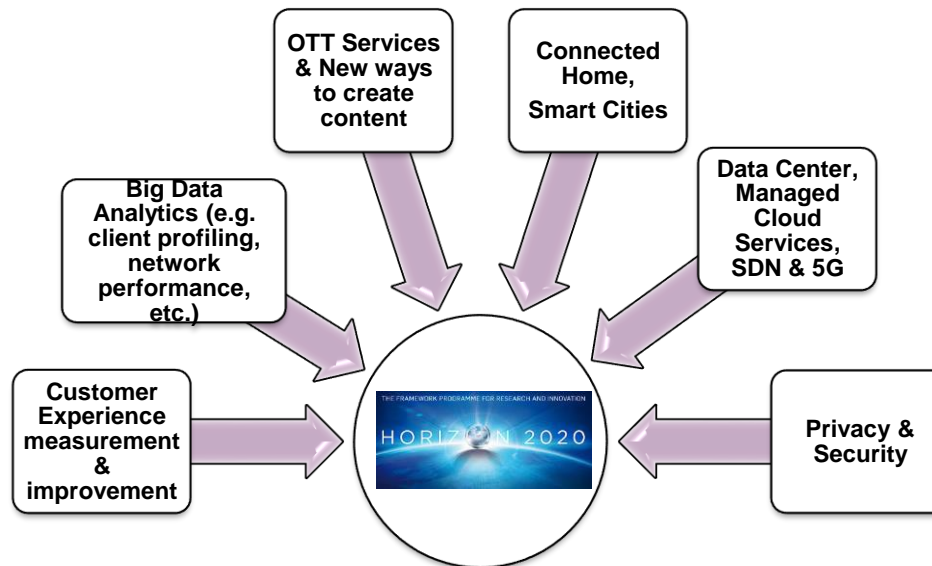 OTT Services
& New ways
to create
content
Connected
Home,
Smart Cities
Big Data
Analytics (e.g.
client profiling,
network
performance,
etc.)
Data Center,
Managed
Cloud
Services,
SDN & 5G
Customer
Experience
measurement
&
improvement
THE FRAMEWORK PROGRAMME FOR RESEARCH AND INNOVATION
HORIZON 2020
Privacy &
Security